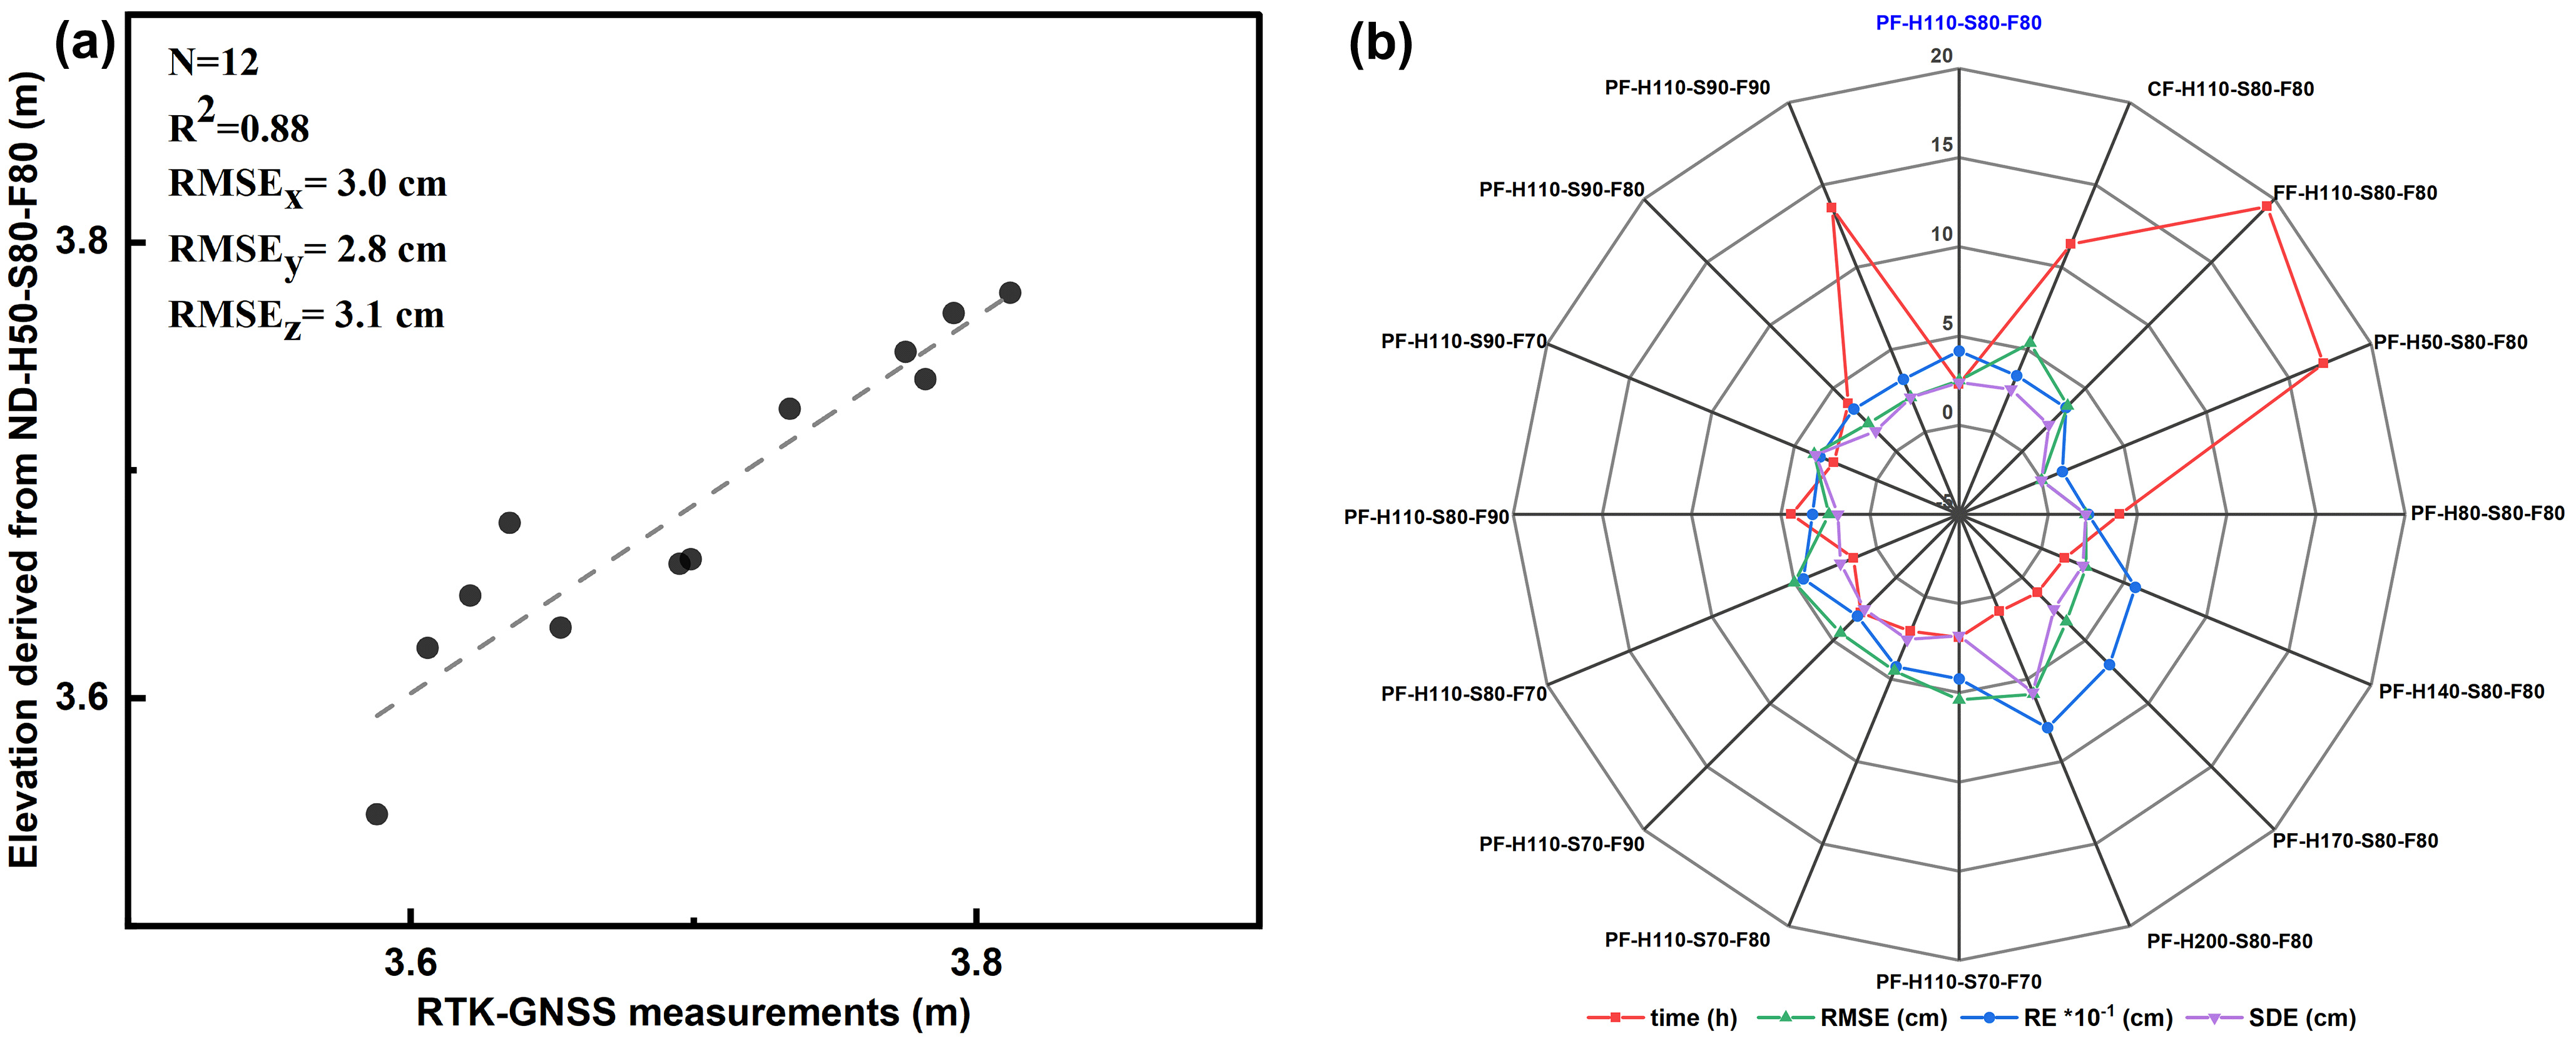 (a)
N=12
R²=0.88
RMSEx= 3.0 cm
RMSEy= 2.8 cm
RMSEz= 3.1 cm
Elevation derived from ND-H50-S80-F80 (m)
3.8
3.6
3.6
3.8
RTK-GNSS measurements (m)
(b)
PF-H110-S80-F80
CF-H110-S80-F80
FF-H110-S80-F80
PF-H50-S80-F80
PF-H80-S80-F80
PF-H140-S80-F80
PF-H170-S80-F80
PF-H200-S80-F80
PF-H110-S70-F70
PF-H110-S70-F80
PF-H110-S70-F90
PF-H110-S80-F70
PF-H110-S80-F90
PF-H110-S90-F70
PF-H110-S90-F80
PF-H110-S90-F90
20
15
10
5
0
-5
time (h) RMSE (cm) RE *10⁻¹ (cm) SDE (cm)